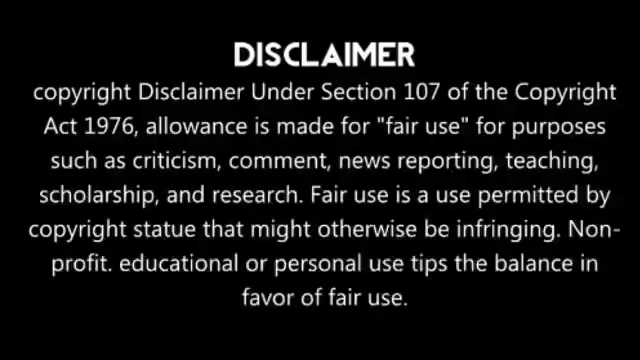 DISCLAIMER
copyright Disclaimer Under Section 107 of the Copyright
Act 1976, allowance is made for "fair use" for purposes
such as criticism, comment, news reporting, teaching,
scholarship, and research. Fair use is a use permitted by
copyright statue that might otherwise be infringing. Non-
profit. educational or personal use tips the balance in
favor of fair use.